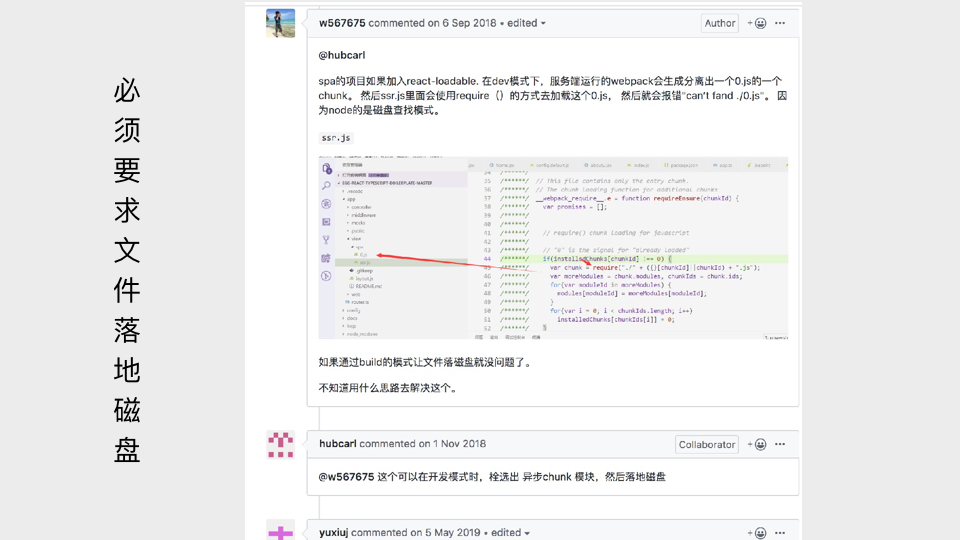 必须要求文件落地磁盘
w567675 commented on 6 Sep 2018 • edited
Author
@hubcarl
spa的项目如果加入react-loadable. 在dev模式下，服务端运行的webpack会生成分离出一个0.js的一个
chunk。 然后ssr.js里面会使用require（）的方式去加载这个0.js， 然后就会报错"can't fand ./0.js"。 因
为node的是磁盘查找模式。
ssr.js
/******/ // This file contains only the entry chunk.
/******/ // The chunk loading function for additional chunks
/******/ __webpack_require__.e = function requireEnsure(chunkId) {
/******/ var promises = [];
/******/
/******/
/******/ // require() chunk loading for javascript
/******/
/******/ // "0" is the signal for "already loaded"
44 /******/ if(installedChunks[chunkId] !== 0) {
45 /******/ var chunk = require("./" + ({}[chunkId]||chunkId) + ".js");
46 /******/ var moreModules = chunk.modules, chunkIds = chunk.ids;
47 /******/ for(var moduleId in moreModules) {
48 /******/ modules[moduleId] = moreModules[moduleId];
49 /******/ }
50 /******/ for(var i = 0; i < chunkIds.length; i++)
51 /******/ installedChunks[chunkIds[i]] = 0;
52 /******/ }
如果通过build的模式让文件落磁盘就没问题了。
不知道用什么思路去解决这个。
hubcarl commented on 1 Nov 2018
Collaborator
@w567675 这个可以在开发模式时，栓选出 异步chunk 模块，然后落地磁盘
yuxiuj commented on 5 May 2019 • edited